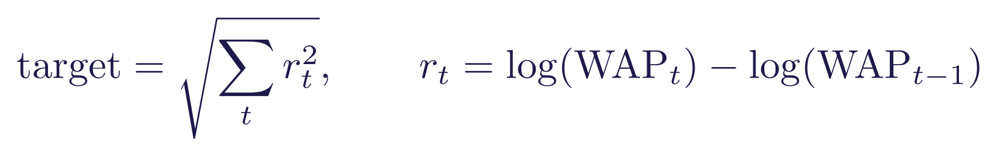 target = √(∑_t r_t^2), r_t = log(WAP_t) − log(WAP_{t−1})